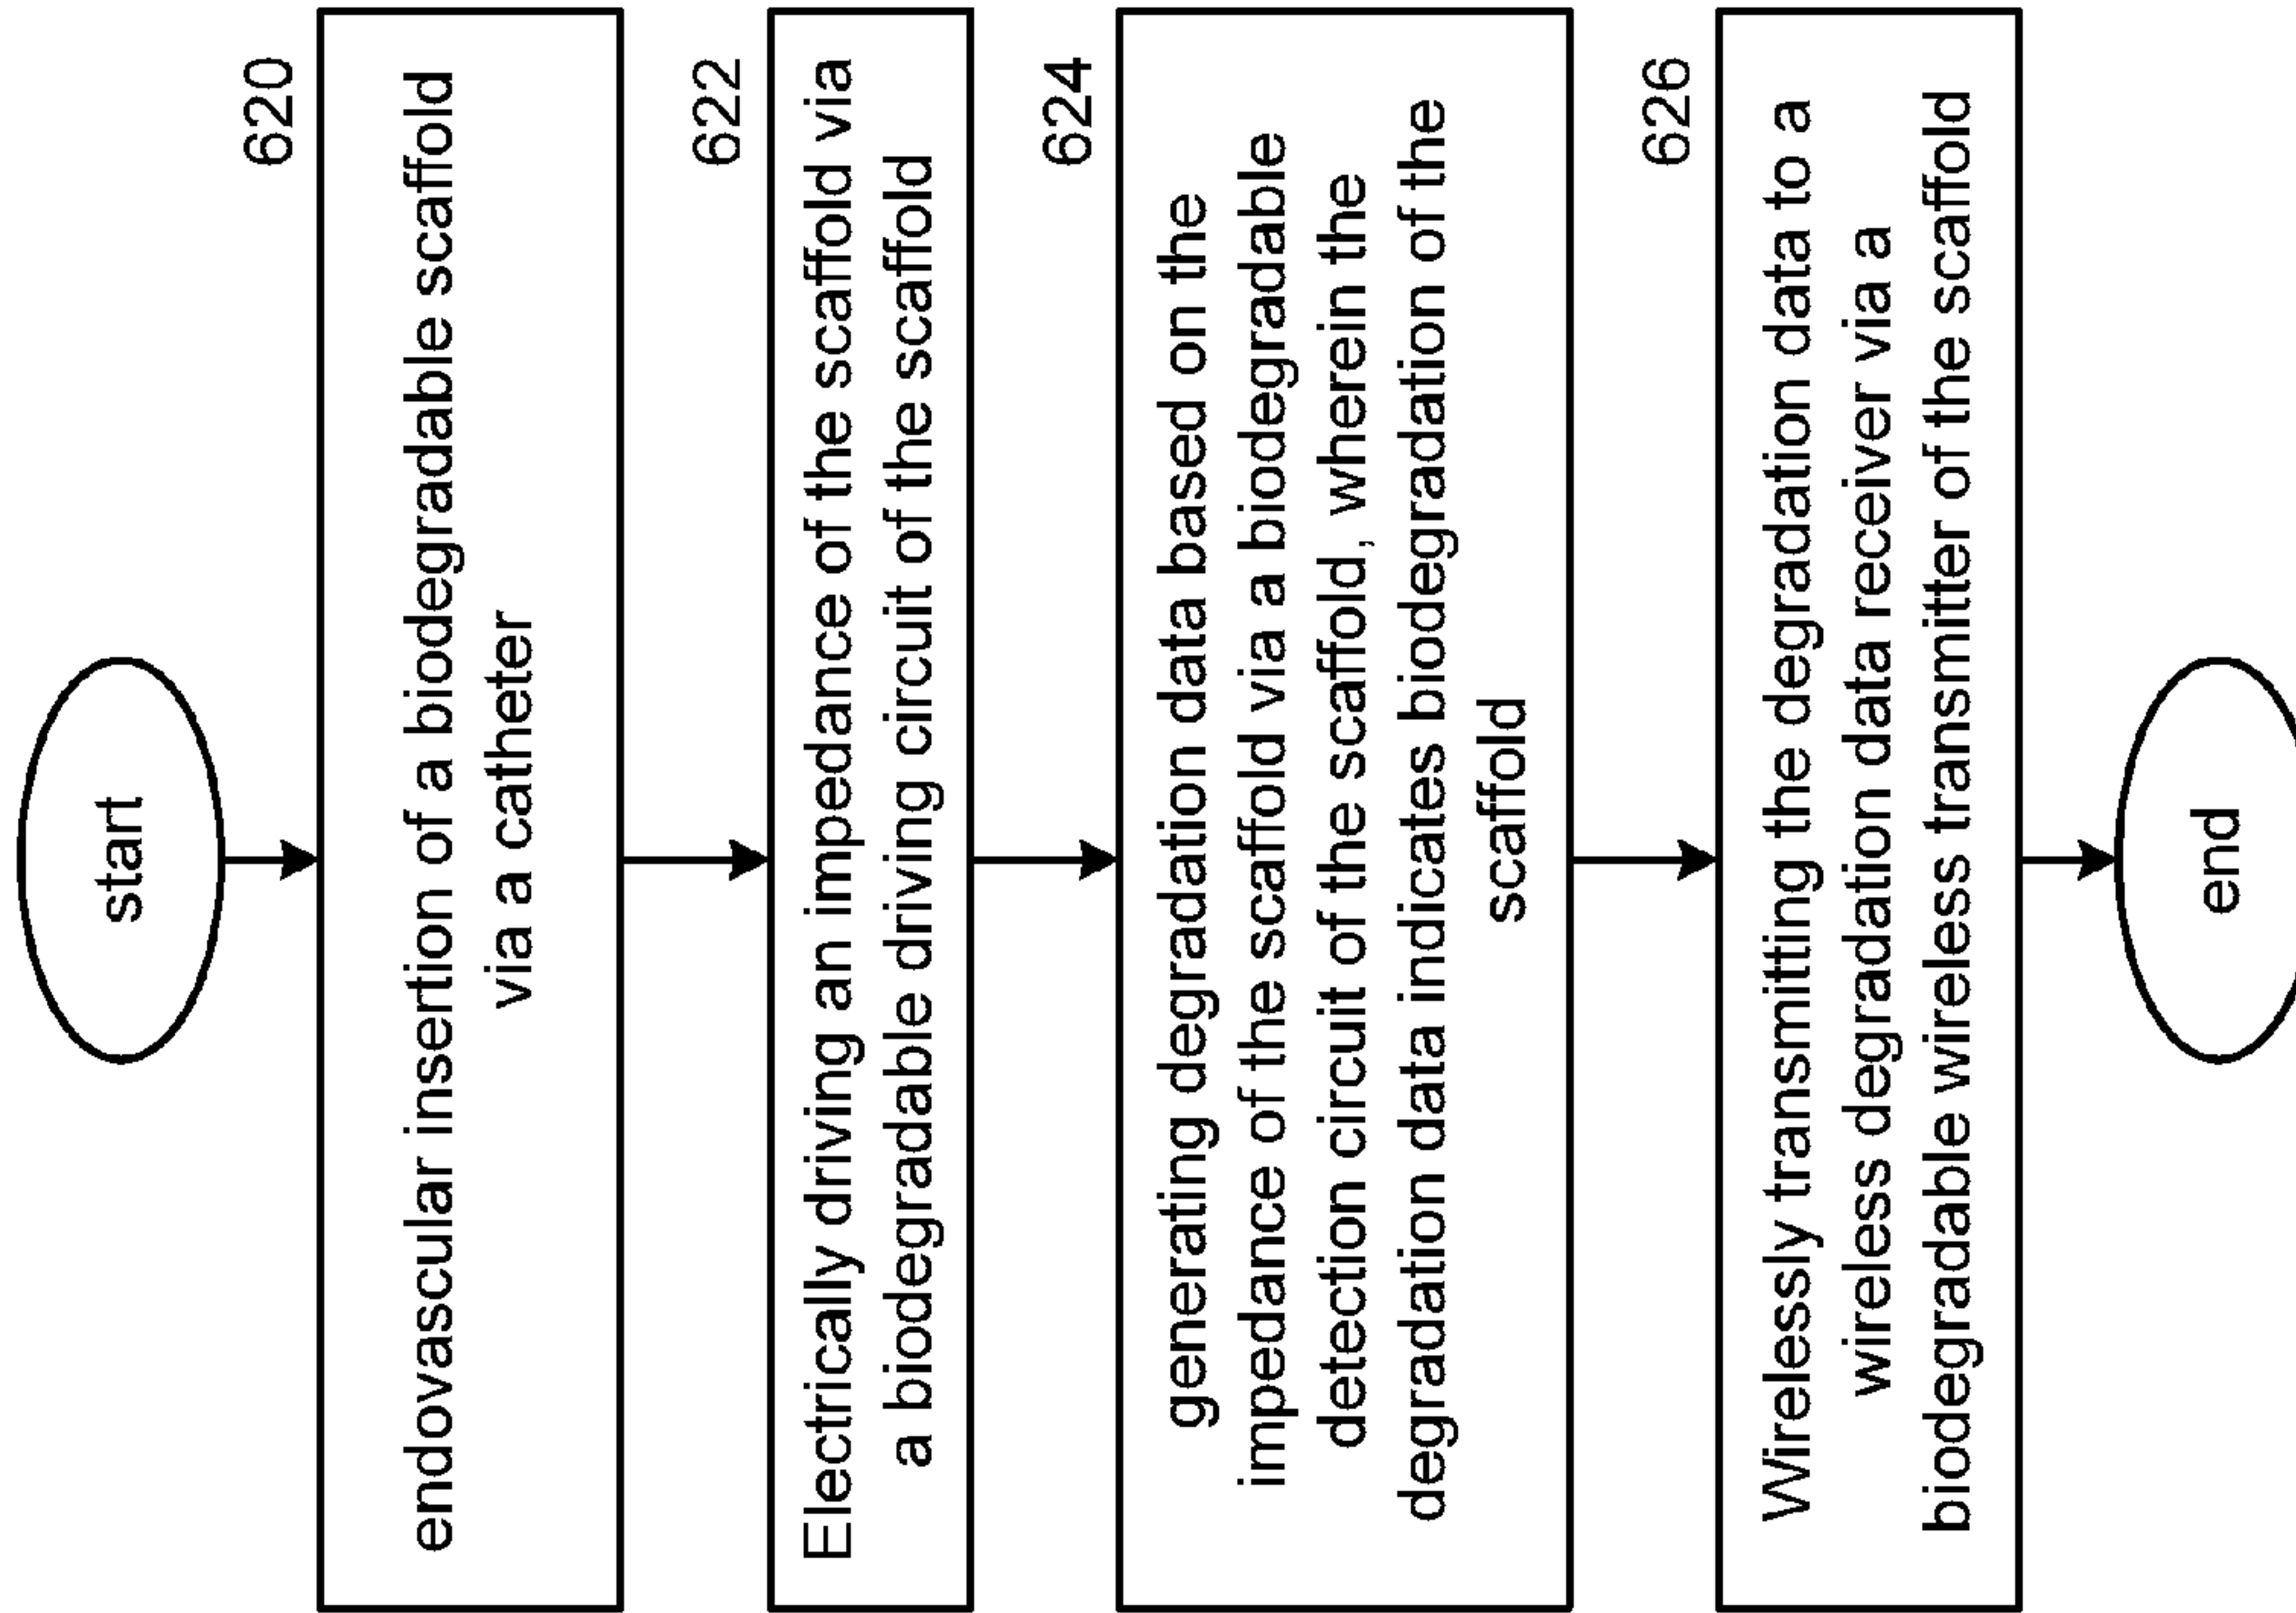 start
620
endovascular insertion of a biodegradable scaffold
via a catheter
622
Electrically driving an impedance of the scaffold via
a biodegradable driving circuit of the scaffold
624
generating degradation data based on the
impedance of the scaffold via a biodegradable
detection circuit of the scaffold, wherein the
degradation data indicates biodegradation of the
scaffold
626
Wirelessly transmitting the degradation data to a
wireless degradation data receiver via a
biodegradable wireless transmitter of the scaffold
end